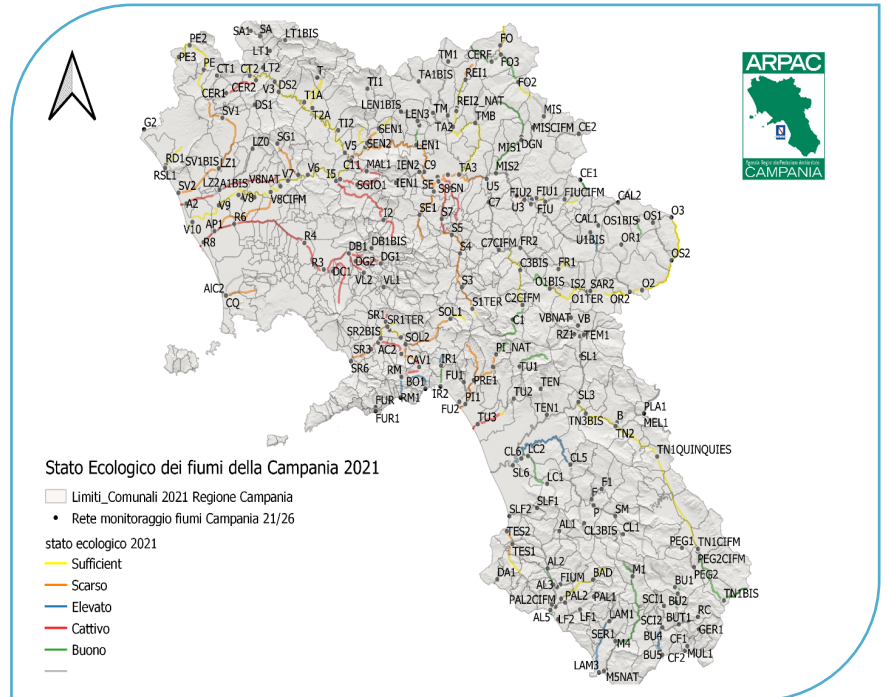 PE2 SA1 SA LT1BIS FO
PE3 PE LT1 TM1 CERF FO3
CT1 CT2 LT2 T TI1 TA1BIS REI1 FO2
CER1 CER2 V3 DS2
SV1 DS1 T1A LEN1BIS LEN3 TM REI2_NAT MIS
G2 T2A TI2 SEN1 TA2 TMB MISCIFM CE2
LZ0 SG1 V5 SEN2 LEN1 MIS1 DGN
RD1 SV1BIS LZ1 C11 MAL1 IEN2 C9 TA3 MIS2 CE1
RSL1 V8NAT V7 V6 I5 SGIO1 IEN1 SE S8SN U5 FIU2 FIU1 FIUCIFM
SV2 LZ2 A1BIS V8 V8CIFM C7 U3 FIU CAL2
A2 V9 R6 I2 SE1 S7 CAL1 OS1BIS OS1 O3
V10 AP1 S5 U1BIS OR1
R8 R4 DB1BIS S4 C7CIFM FR2
R3 DC1 DB1 DG2 DG1 C3BIS FR1 OS2
VL2 VL1 S3 O1BIS IS2 SAR2 O2
AIC2 O1TER OR2
CQ S1TER C2CIFM
SR1 SR1TER SOL1 C1 VBNAT VB
SR2BIS SOL2 RZ1 TEM1
SR3 AC2 PI_NAT SL1
SR6 CAV1 IR1 TU1
RM BO1 FU1 PRE1 TEN
FUR RM1 IR2 PI1 TU2 SL3
FUR1 FU2 TU3 TEN1 TN3BIS B PLA1
TN2 MEL1
CL6 LC2 TN1QUINQUIES
SL6 CL5
LC1 F1
SLF1 F
SLF2 P SM
TES2 AL1 CL3BIS CL1
TES1 PEG1 TN1CIFM
AL2 PEG2CIFM
DA1 FIUM BAD M1 PEG2
AL3 BU1 TN1BIS
PAL2CIFM PAL2 PAL1 SCI1 BU2
AL5 LF2 LF1 LAM1 SCI2 BUT1 RC
SER1 M4 BU4 CF1 GER1
BU5 CF2 MUL1
LAM3 M5NAT
ARPAC
CAMPANIA
Stato Ecologico dei fiumi della Campania 2021
Limiti_Comunali 2021 Regione Campania
Rete monitoraggio fiumi Campania 21/26
stato ecologico 2021
Sufficient
Scarso
Elevato
Cattivo
Buono